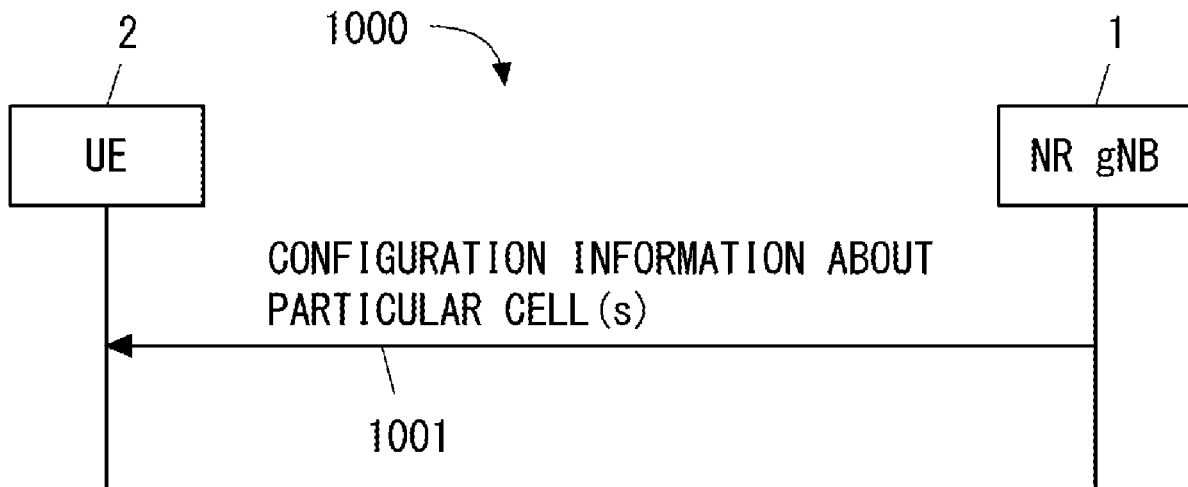 2
1000
1
UE
NR gNB
CONFIGURATION INFORMATION ABOUT
PARTICULAR CELL(s)
1001